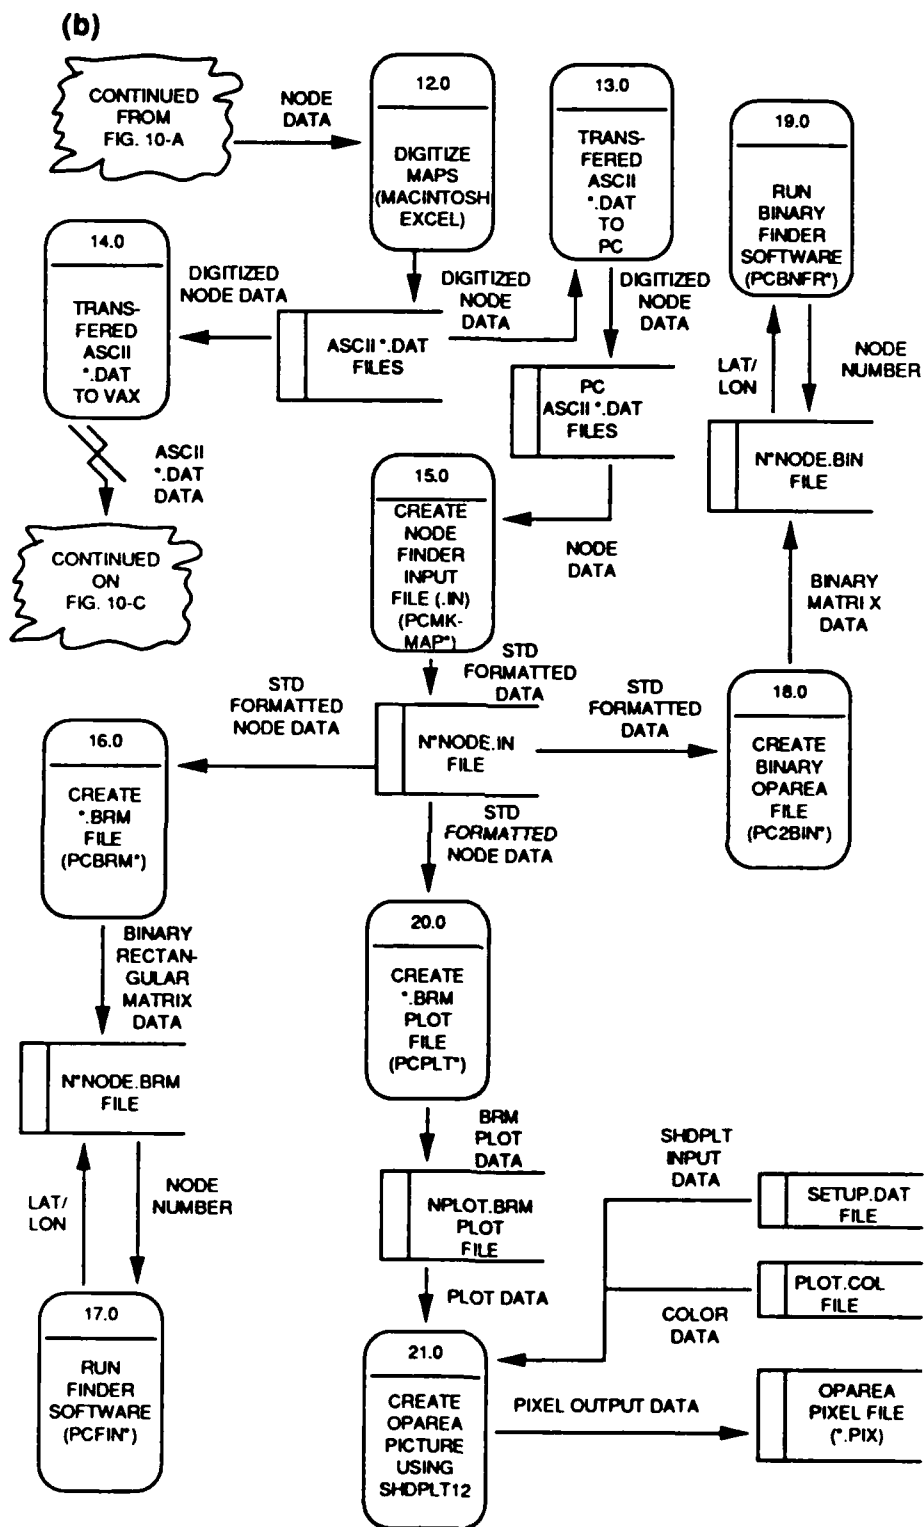 (b)
CONTINUED
FROM
FIG. 10-A
NODE
DATA
12.0
DIGITIZE
MAPS
(MACINTOSH
EXCEL)
13.0
TRANS-
FERED
ASCII
*.DAT
TO
PC
19.0
RUN
BINARY
FINDER
SOFTWARE
(PCBNFR*)
14.0
TRANS-
FERED
ASCII
*.DAT
TO VAX
DIGITIZED
NODE DATA
DIGITIZED
NODE
DATA
DIGITIZED
NODE
DATA
ASCII *.DAT
FILES
PC
ASCII *.DAT
FILES
LAT/
LON
NODE
NUMBER
N*NODE.BIN
FILE
ASCII
*.DAT
DATA
CONTINUED
ON
FIG. 10-C
15.0
CREATE
NODE
FINDER
INPUT
FILE (.IN)
(PCMK-
MAP*)
NODE
DATA
BINARY
MATRIX
DATA
STD
FORMATTED
DATA
STD
FORMATTED
NODE DATA
N*NODE.IN
FILE
STD
FORMATTED
DATA
18.0
CREATE
BINARY
OPAREA
FILE
(PC2BIN*)
16.0
CREATE
*.BRM
FILE
(PCBRM*)
STD
FORMATTED
NODE DATA
20.0
CREATE
*.BRM
PLOT
FILE
(PCPLT*)
BINARY
RECTAN-
GULAR
MATRIX
DATA
N*NODE.BRM
FILE
BRM
PLOT
DATA
SHDPLT
INPUT
DATA
LAT/
LON
NODE
NUMBER
NPLOT.BRM
PLOT
FILE
SETUP.DAT
FILE
PLOT DATA
PLOT.COL
FILE
COLOR
DATA
17.0
RUN
FINDER
SOFTWARE
(PCFIN*)
21.0
CREATE
OPAREA
PICTURE
USING
SHDPLT12
PIXEL OUTPUT DATA
OPAREA
PIXEL FILE
(*.PIX)